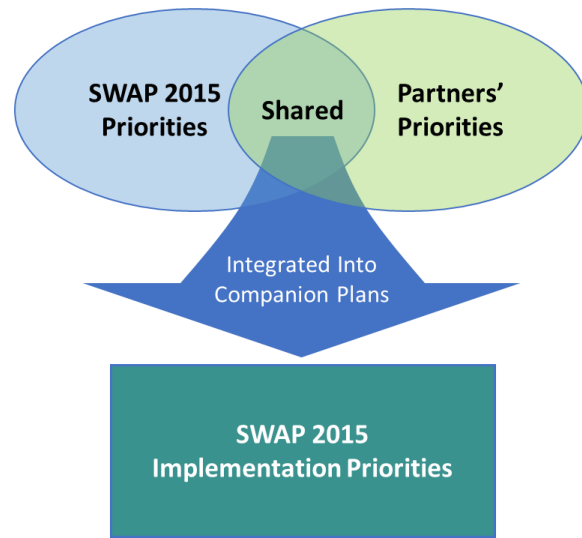 SWAP 2015
Priorities
Shared
Partners’
Priorities
Integrated Into
Companion Plans
SWAP 2015
Implementation Priorities